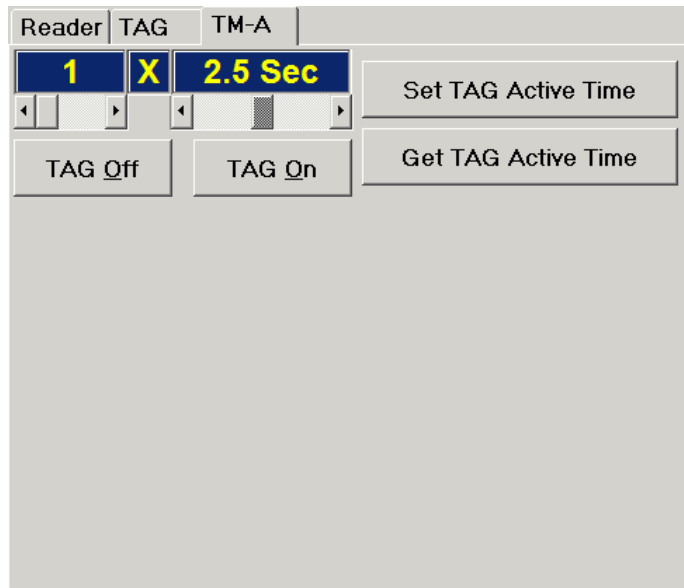 Reader TAG TM-A
1 X 2.5 Sec
Set TAG Active Time
TAG Off TAG On
Get TAG Active Time